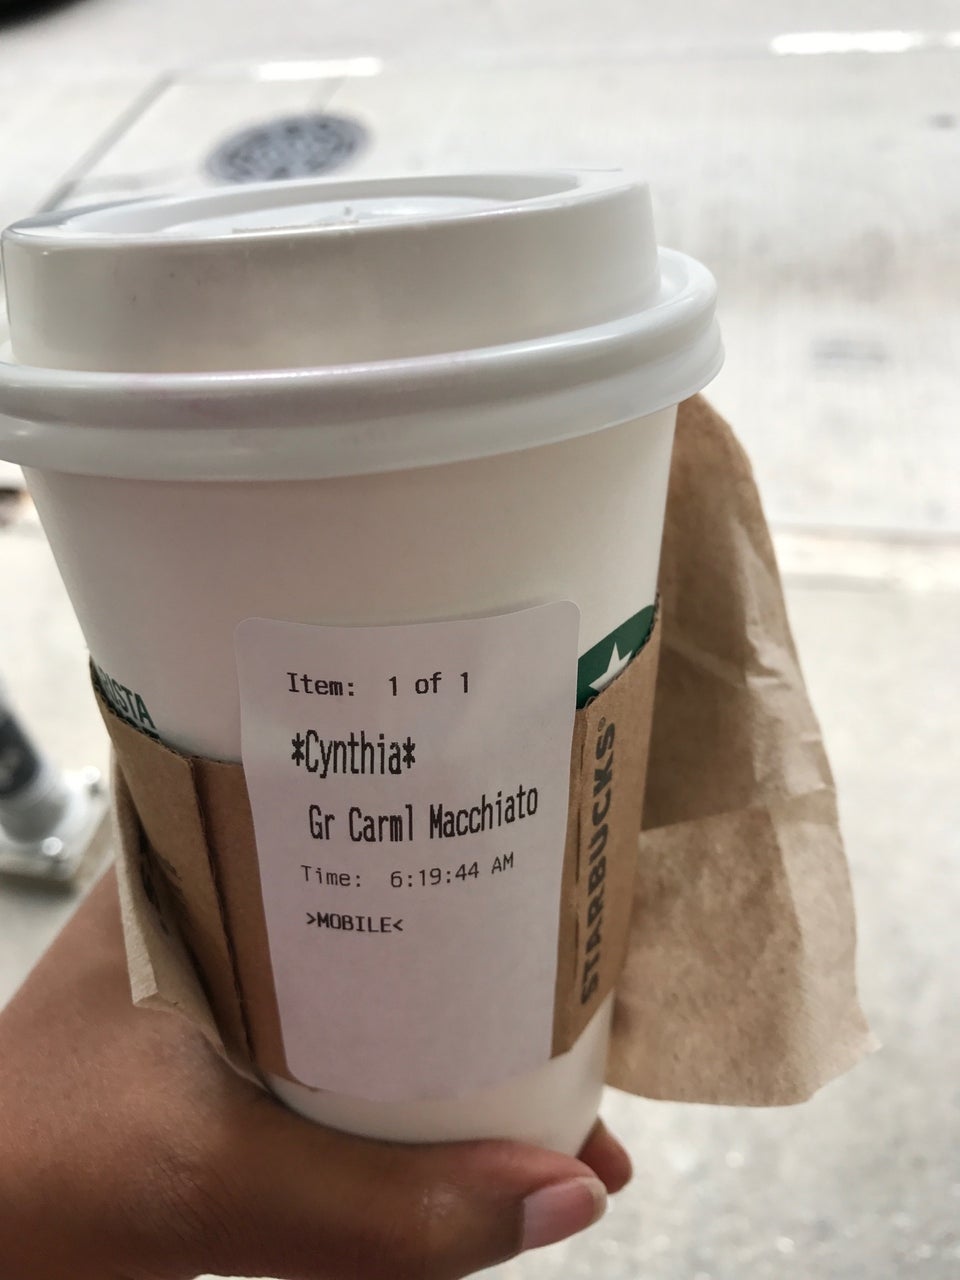 Item: 1 of 1
*Cynthia*
Gr Carml Macchiato
Time: 6:19:44 AM
>MOBILE<
STARBUCKS®